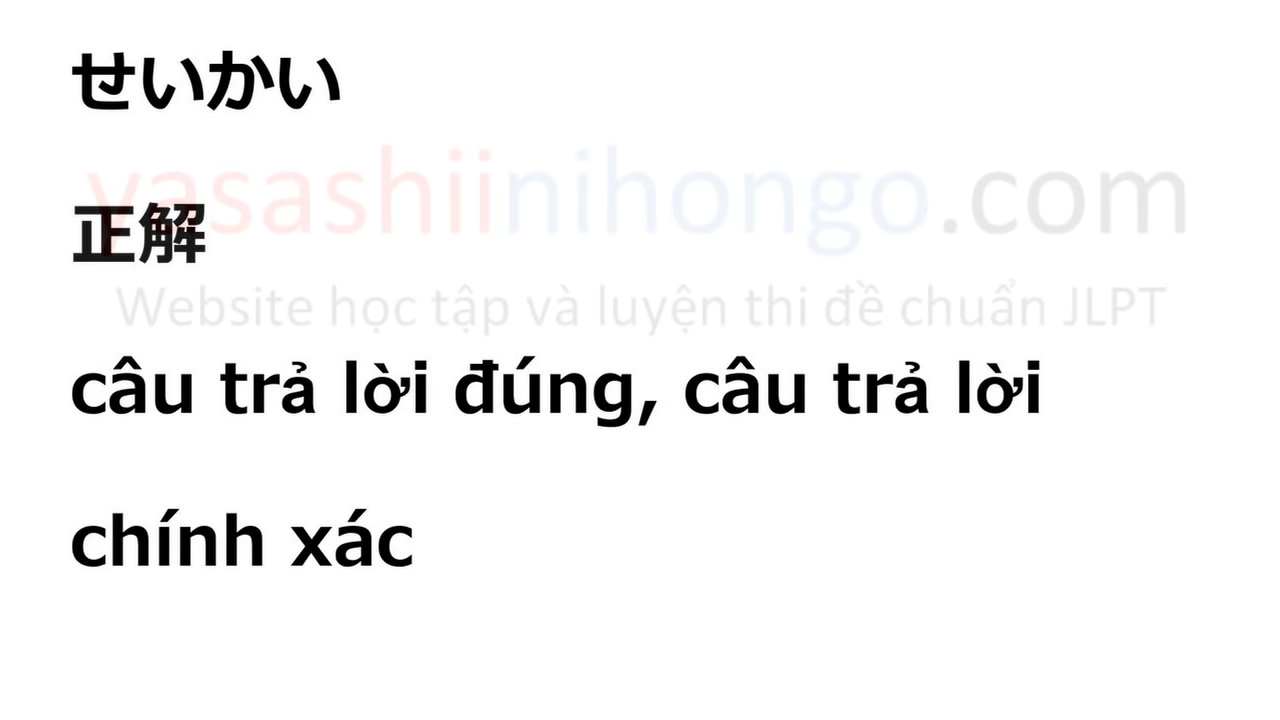 せいかい
yasashiinihongo.com
正解
Website học tập và luyện thi đề chuẩn JLPT
câu trả lời đúng, câu trả lời
chính xác